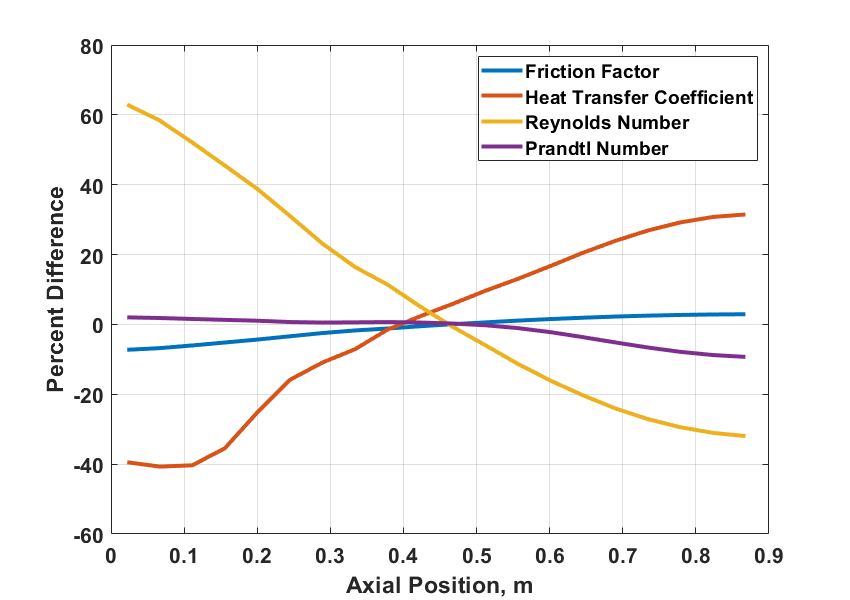 80
60
40
20
0
-20
-40
-60
Percent Difference
Friction Factor
Heat Transfer Coefficient
Reynolds Number
Prandtl Number
0 0.1 0.2 0.3 0.4 0.5 0.6 0.7 0.8 0.9
Axial Position, m